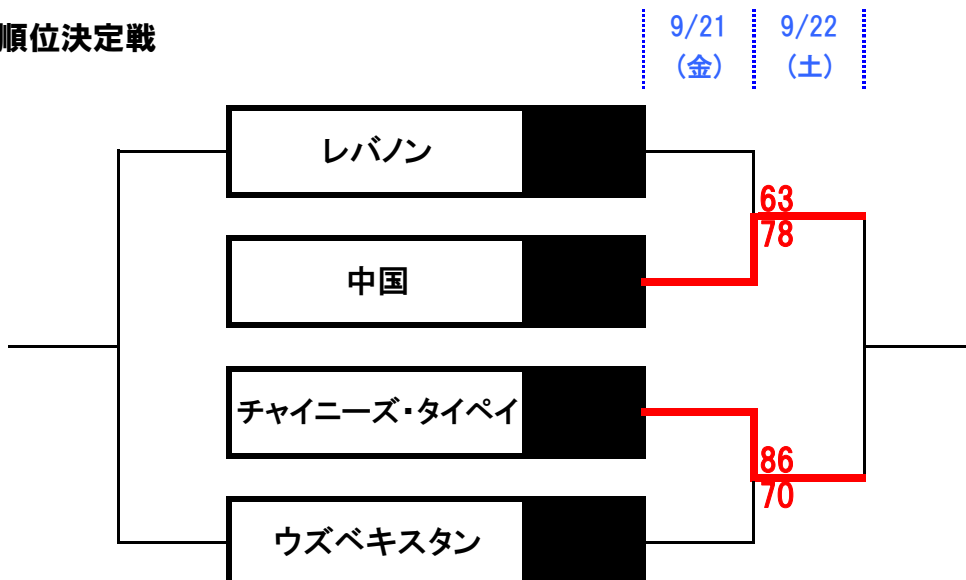 順位決定戦
9/21
(金)
9/22
(土)
レバノン
63
78
中国
チャイニーズ・タイペイ
86
70
ウズベキスタン